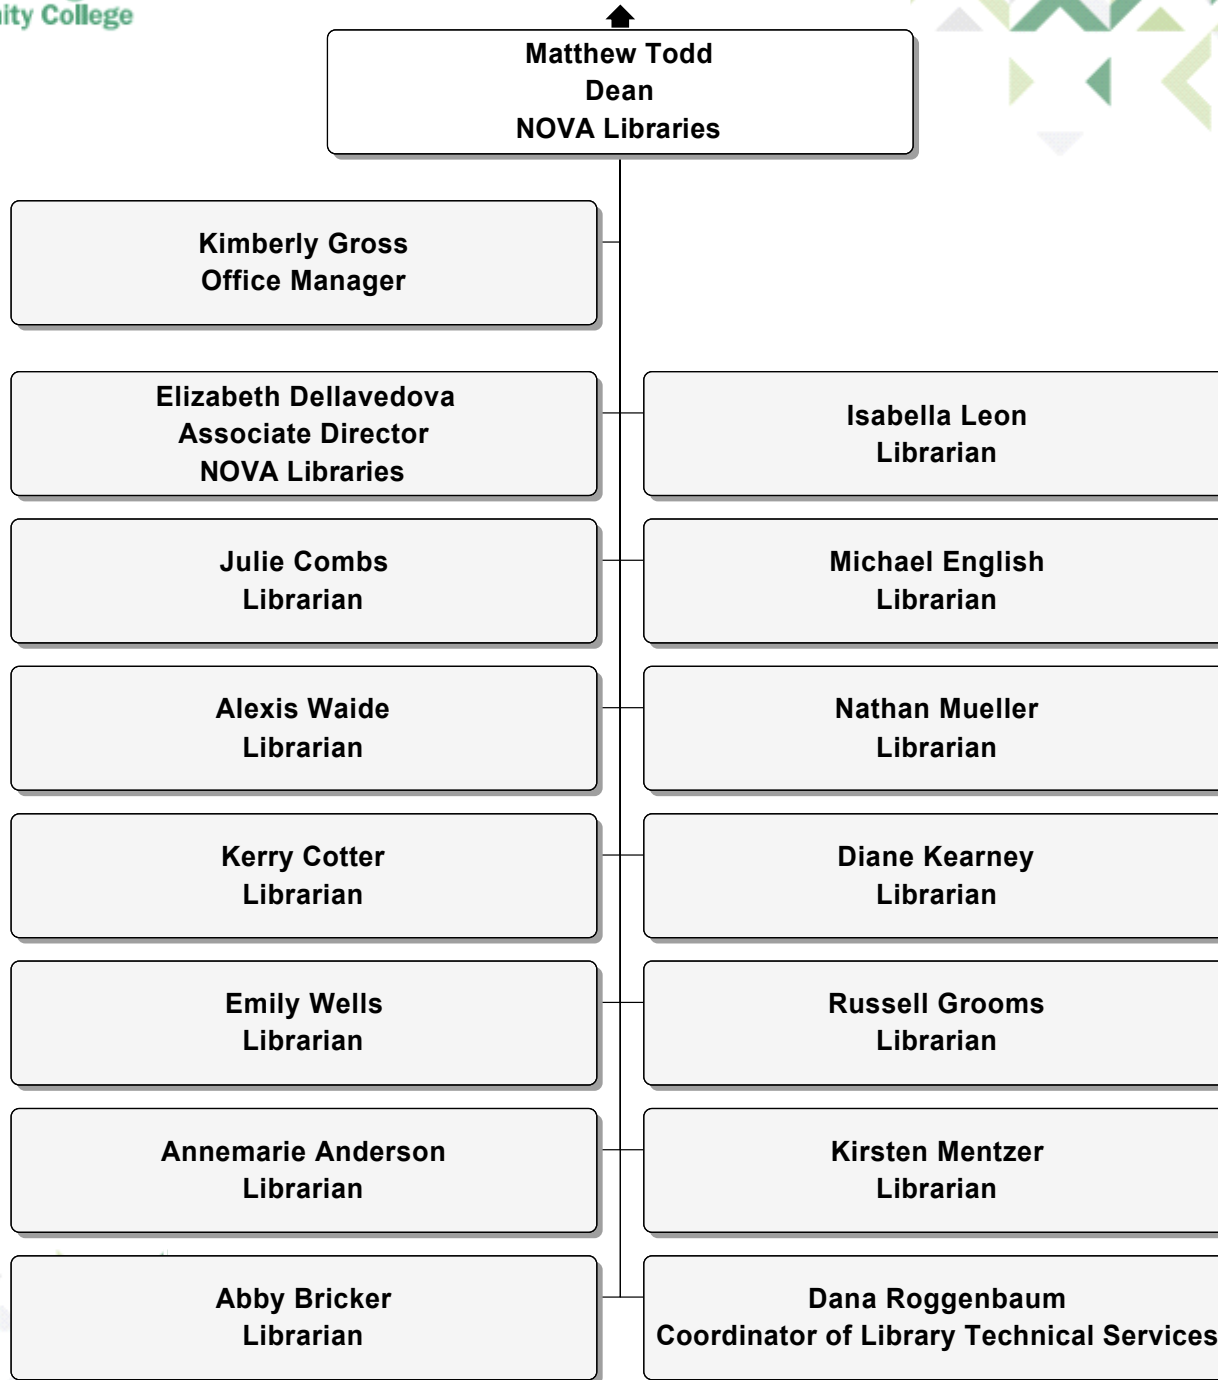 College
Matthew Todd
Dean
NOVA Libraries
Kimberly Gross
Office Manager
Elizabeth Dellavedova
Associate Director
NOVA Libraries
Isabella Leon
Librarian
Julie Combs
Librarian
Michael English
Librarian
Alexis Waide
Librarian
Nathan Mueller
Librarian
Kerry Cotter
Librarian
Diane Kearney
Librarian
Emily Wells
Librarian
Russell Grooms
Librarian
Annemarie Anderson
Librarian
Kirsten Mentzer
Librarian
Abby Bricker
Librarian
Dana Roggenbaum
Coordinator of Library Technical Services